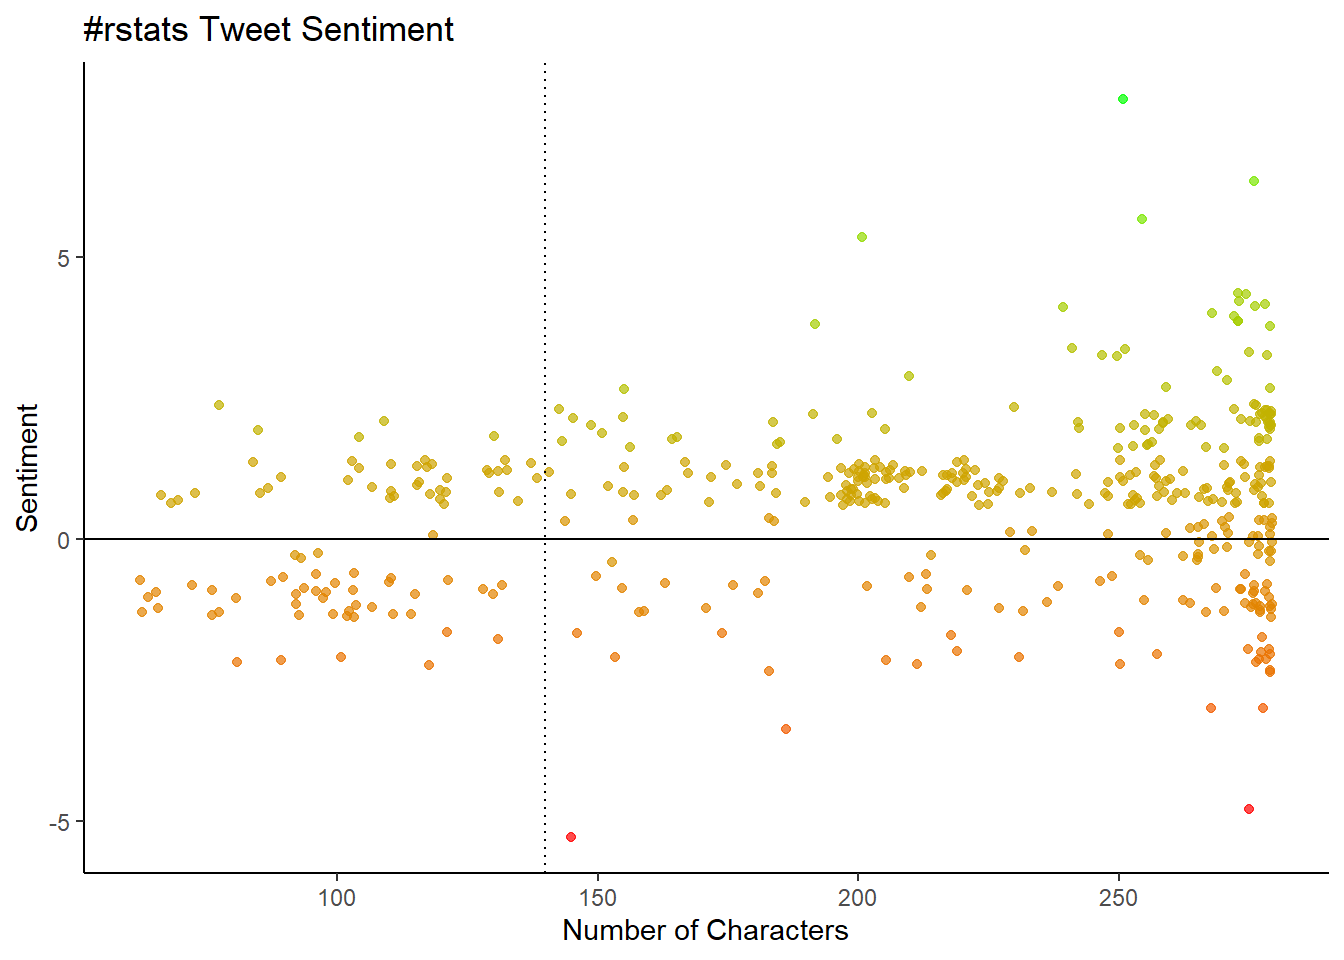 #rstats Tweet Sentiment
5
0
-5
Sentiment
100 150 200 250
Number of Characters